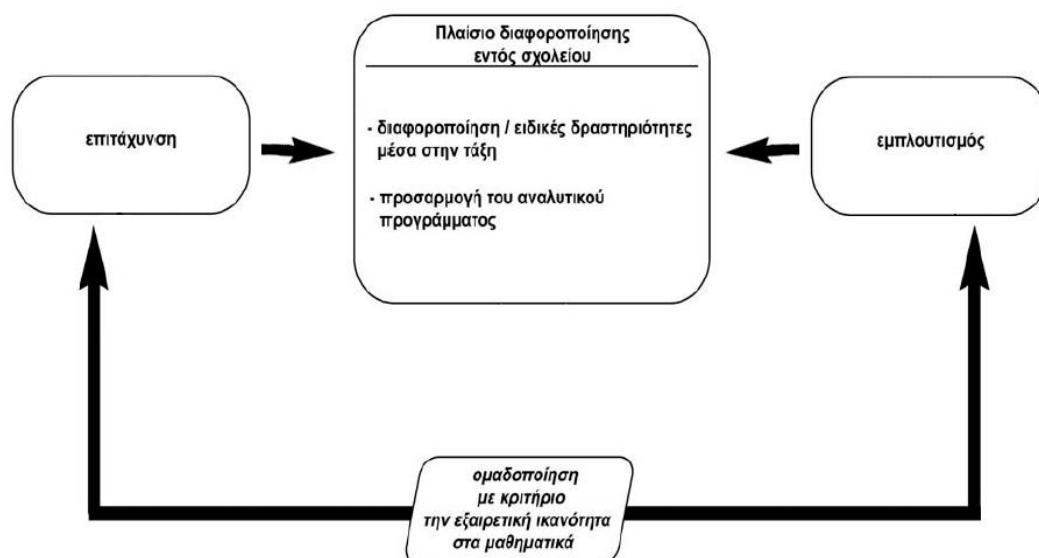 Πλαίσιο διαφοροποίησης
εντός σχολείου
επιτάχυνση
- διαφοροποίηση / ειδικές δραστηριότητες
μέσα στην τάξη
- προσαρμογή του αναλυτικού
προγράμματος
εμπλουτισμός
ομαδοποίηση
με κριτήριο
την εξαιρετική ικανότητα
στα μαθηματικά